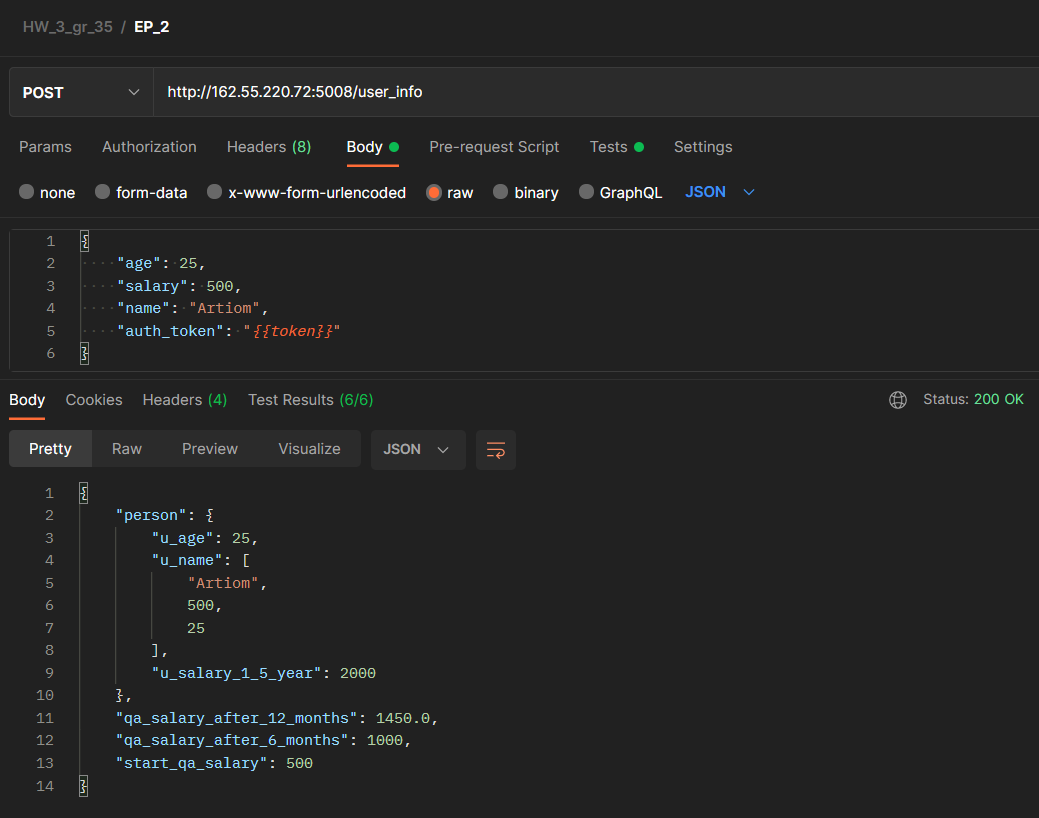 HW_3_gr_35 / EP_2
POST http://162.55.220.72:5008/user_info
Params Authorization Headers (8) Body Pre-request Script Tests Settings
none form-data x-www-form-urlencoded raw binary GraphQL JSON
1 {
2 ····"age":·25,
3 ····"salary":·500,
4 ····"name":·"Artiom",
5 ····"auth_token":·"{{token}}"
6 }
Body Cookies Headers (4) Test Results (6/6) Status: 200 OK
Pretty Raw Preview Visualize JSON
1 {
2     "person": {
3         "u_age": 25,
4         "u_name": [
5             "Artiom",
6             500,
7             25
8         ],
9         "u_salary_1_5_year": 2000
10     },
11     "qa_salary_after_12_months": 1450.0,
12     "qa_salary_after_6_months": 1000,
13     "start_qa_salary": 500
14 }